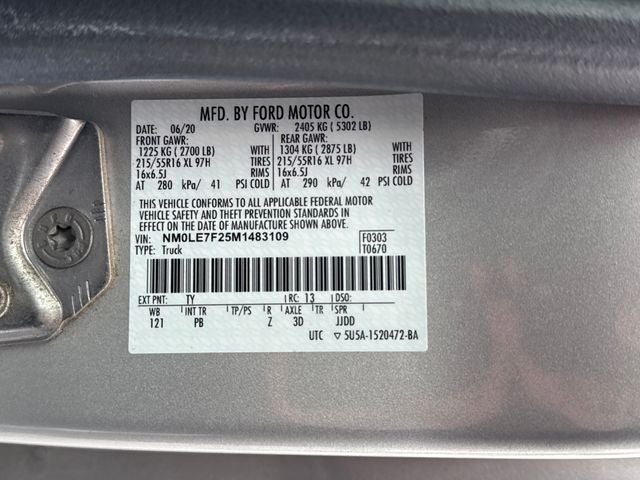 MFD. BY FORD MOTOR CO.
DATE: 06/20 GVWR: 2405 KG ( 5302 LB)
FRONT GAWR: REAR GAWR:
1225 KG ( 2700 LB) WITH 1304 KG ( 2875 LB) WITH
215/55R16 XL 97H TIRES 215/55R16 XL 97H TIRES
16x6.5J RIMS 16x6.5J RIMS
AT 280 kPa/ 41 PSI COLD AT 290 kPa/ 42 PSI COLD
THIS VEHICLE CONFORMS TO ALL APPLICABLE FEDERAL MOTOR
VEHICLE SAFETY AND THEFT PREVENTION STANDARDS IN
EFFECT ON THE DATE OF MANUFACTURE SHOWN ABOVE.
VIN: NM0LE7F25M1483109 F0303
TYPE: Truck T0670
EXT PNT: TY RC: 13 DSO:
WB INT TR TP/PS R AXLE TR SPR
121 PB Z 3D JJDD
UTC ▽ 5U5A-1520472-BA